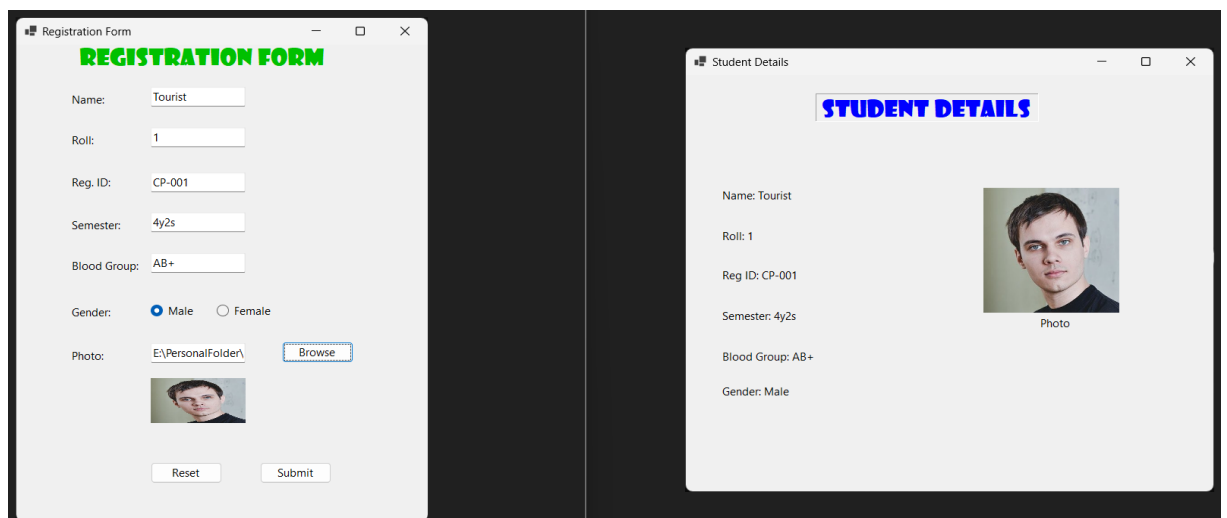 Registration Form
REGISTRATION FORM
Name: Tourist
Roll: 1
Reg. ID: CP-001
Semester: 4y2s
Blood Group: AB+
Gender: Male Female
Photo: E:\PersonalFolder\ Browse
Reset Submit
Student Details
STUDENT DETAILS
Name: Tourist
Roll: 1
Reg ID: CP-001
Semester: 4y2s
Blood Group: AB+
Gender: Male
Photo